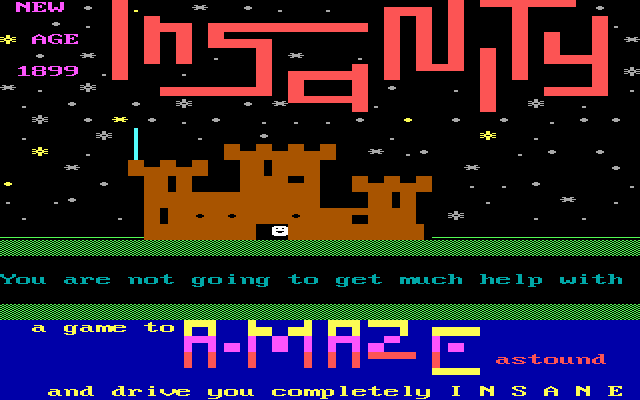 NEW
AGE
1899
InSaNiTy
You are not going to get much help with
a game to A-MAZE astound
and drive you completely I N S A N E